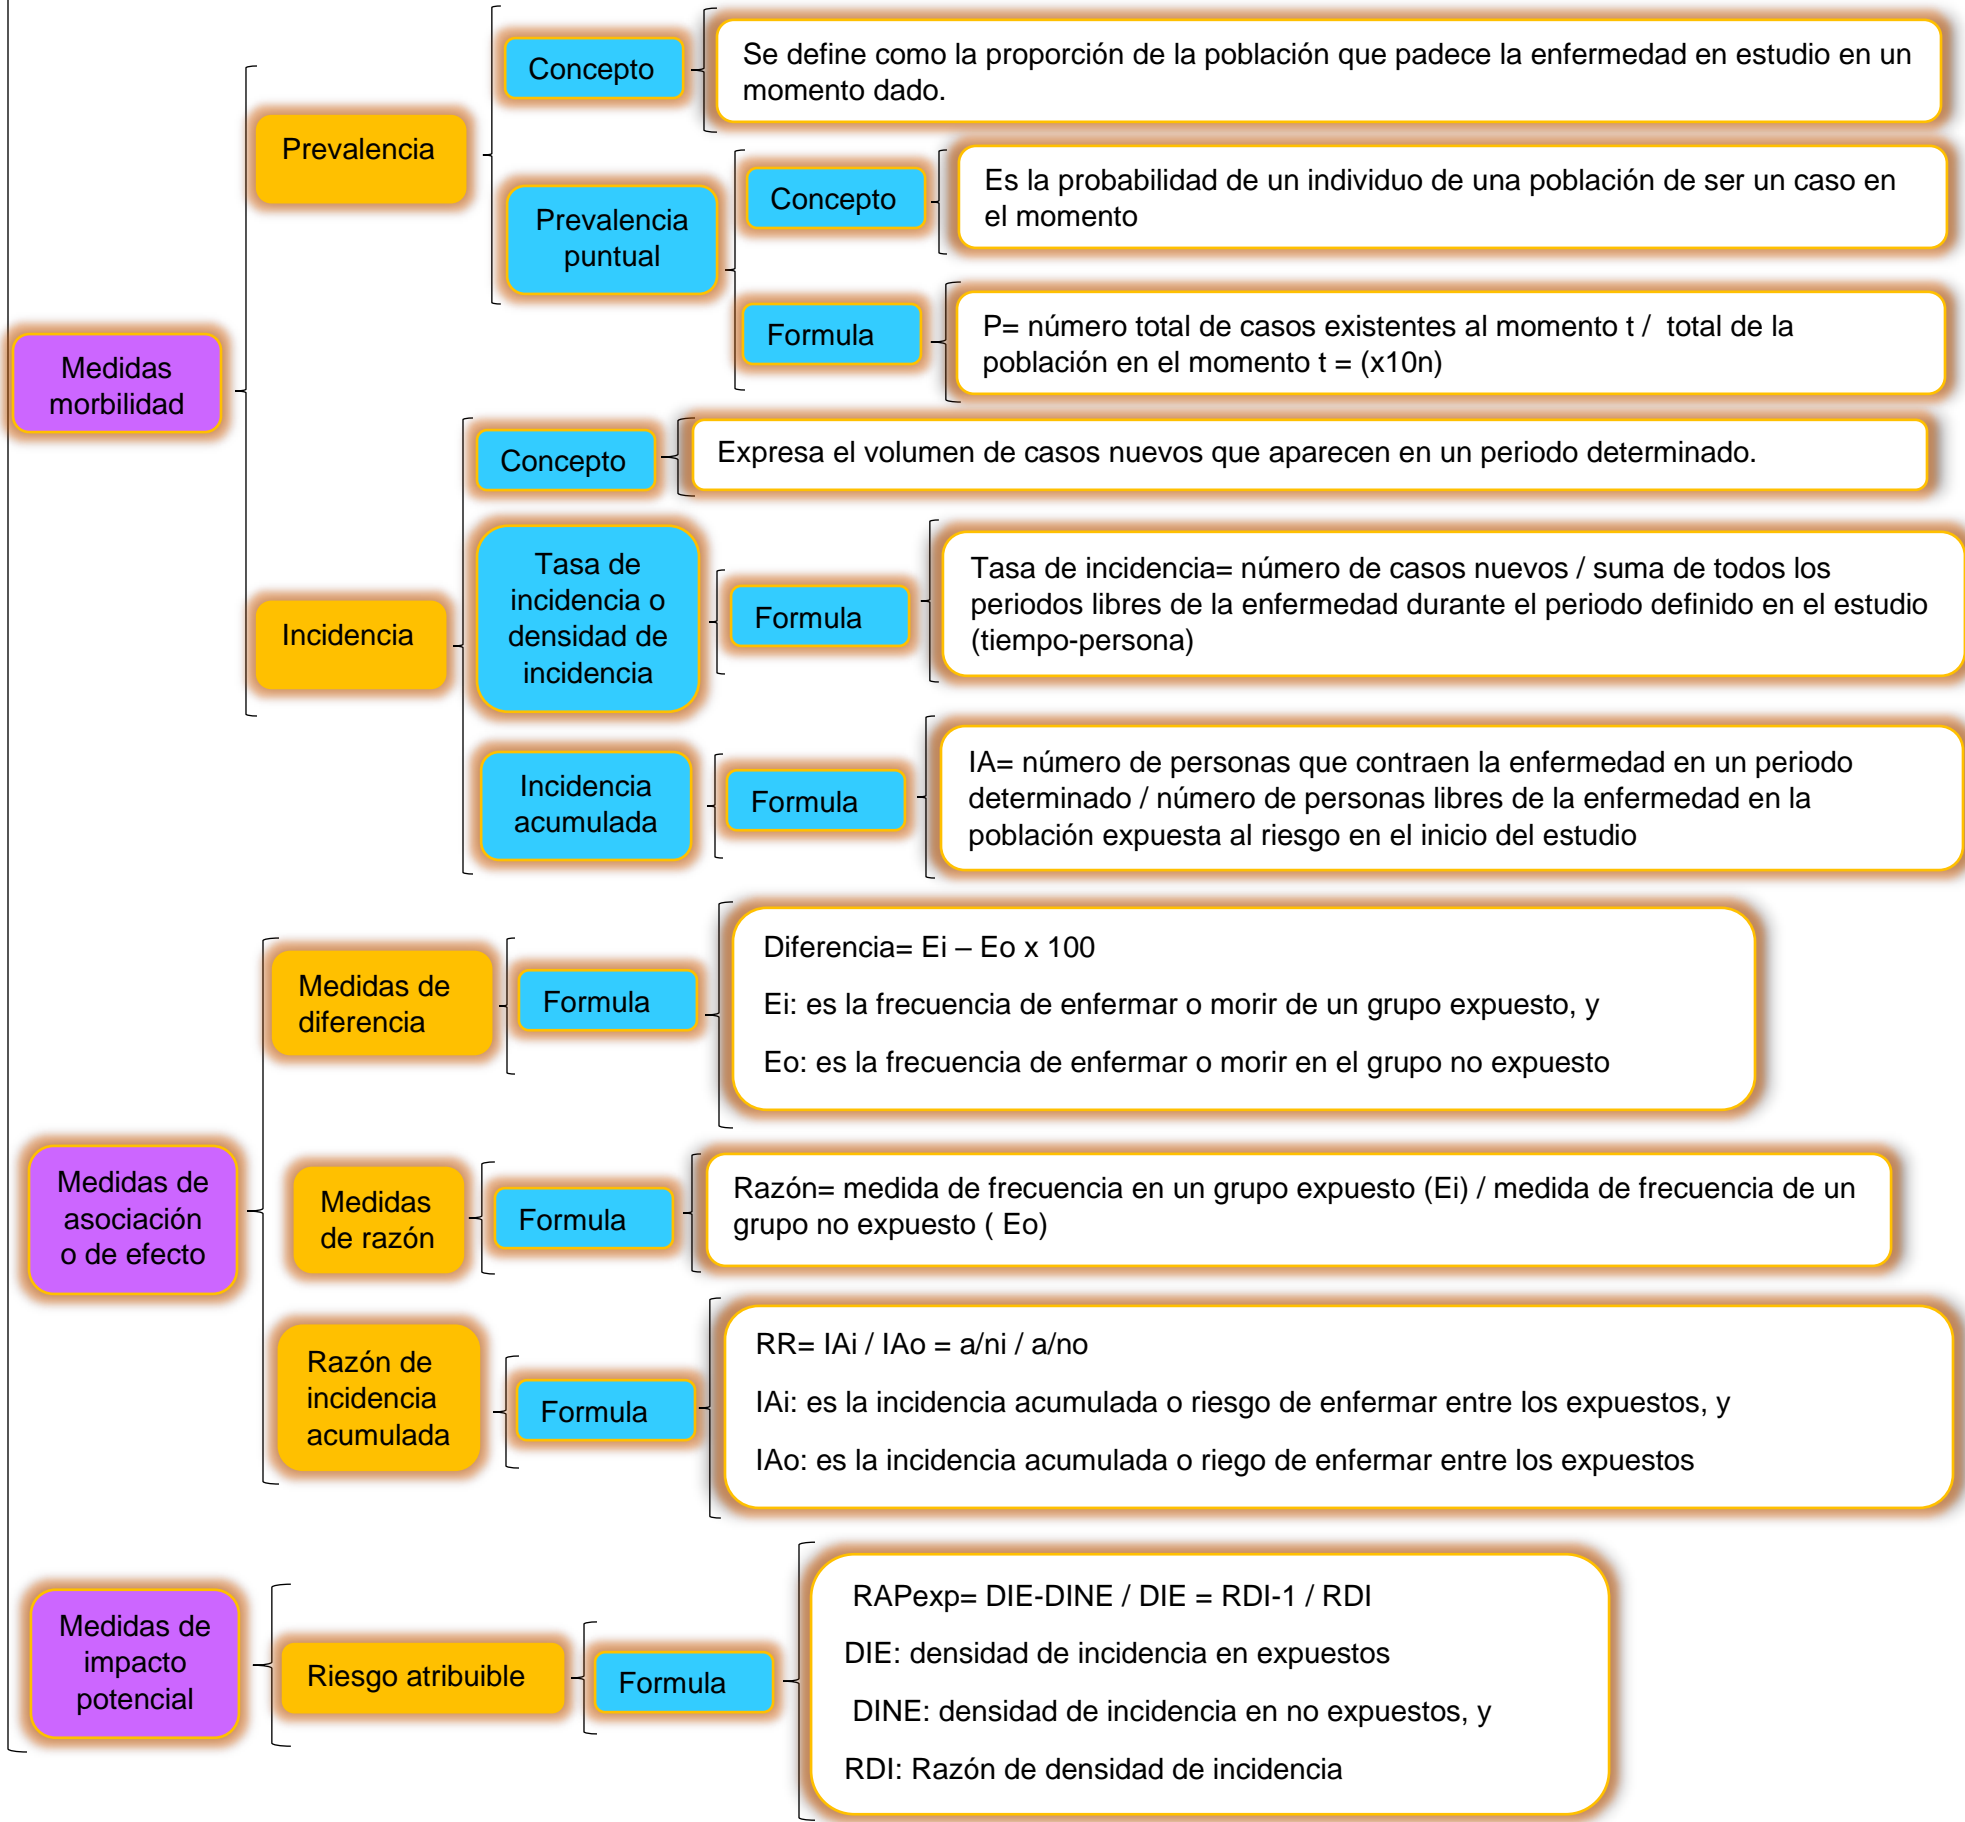 Medidas
morbilidad
Prevalencia
Concepto
Se define como la proporción de la población que padece la enfermedad en estudio en un
momento dado.
Prevalencia
puntual
Concepto
Es la probabilidad de un individuo de una población de ser un caso en
el momento
Formula
P= número total de casos existentes al momento t / total de la
población en el momento t = (x10n)
Incidencia
Concepto
Expresa el volumen de casos nuevos que aparecen en un periodo determinado.
Tasa de
incidencia o
densidad de
incidencia
Formula
Tasa de incidencia= número de casos nuevos / suma de todos los
periodos libres de la enfermedad durante el periodo definido en el estudio
(tiempo-persona)
Incidencia
acumulada
Formula
IA= número de personas que contraen la enfermedad en un periodo
determinado / número de personas libres de la enfermedad en la
población expuesta al riesgo en el inicio del estudio
Medidas de
asociación
o de efecto
Medidas de
diferencia
Formula
Diferencia= Ei – Eo x 100
Ei: es la frecuencia de enfermar o morir de un grupo expuesto, y
Eo: es la frecuencia de enfermar o morir en el grupo no expuesto
Medidas
de razón
Formula
Razón= medida de frecuencia en un grupo expuesto (Ei) / medida de frecuencia de un
grupo no expuesto ( Eo)
Razón de
incidencia
acumulada
Formula
RR= IAi / IAo = a/ni / a/no
IAi: es la incidencia acumulada o riesgo de enfermar entre los expuestos, y
IAo: es la incidencia acumulada o riego de enfermar entre los expuestos
Medidas de
impacto
potencial
Riesgo atribuible
Formula
RAPexp= DIE-DINE / DIE = RDI-1 / RDI
DIE: densidad de incidencia en expuestos
DINE: densidad de incidencia en no expuestos, y
RDI: Razón de densidad de incidencia